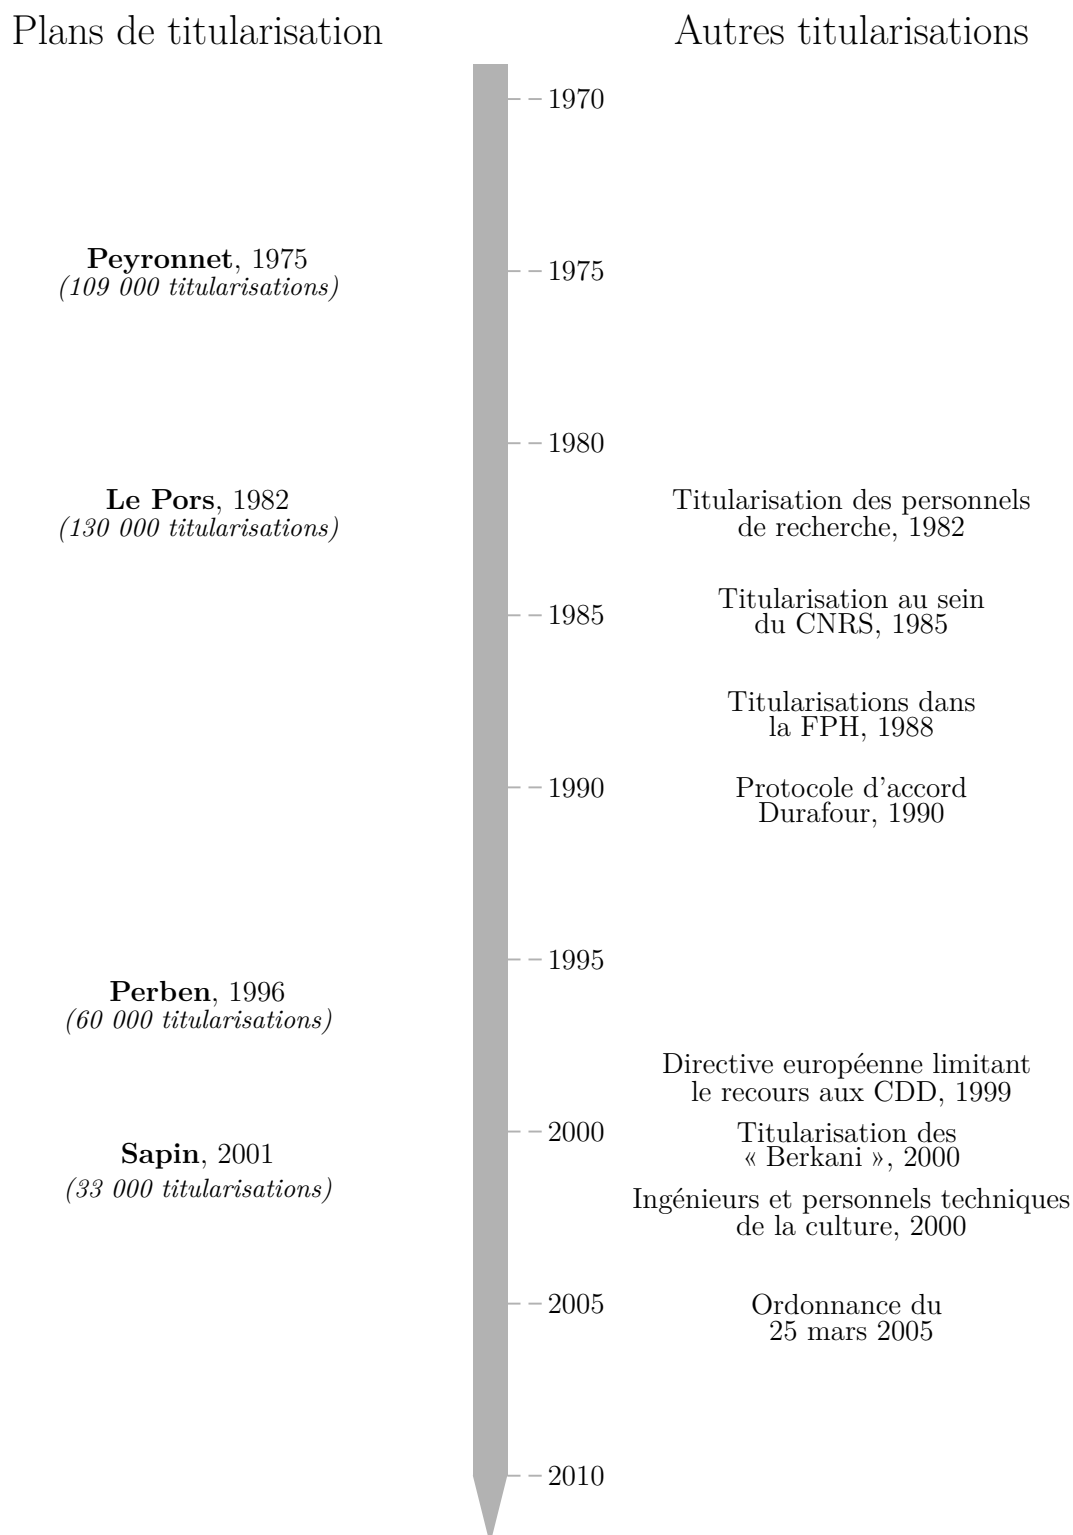 Plans de titularisation
Autres titularisations
1970
Peyronnet, 1975
(109 000 titularisations)
1975
1980
Le Pors, 1982
(130 000 titularisations)
Titularisation des personnels
de recherche, 1982
Titularisation au sein
du CNRS, 1985
1985
Titularisations dans
la FPH, 1988
1990
Protocole d'accord
Durafour, 1990
1995
Perben, 1996
(60 000 titularisations)
Directive européenne limitant
le recours aux CDD, 1999
2000
Titularisation des
« Berkani », 2000
Sapin, 2001
(33 000 titularisations)
Ingénieurs et personnels techniques
de la culture, 2000
2005
Ordonnance du
25 mars 2005
2010